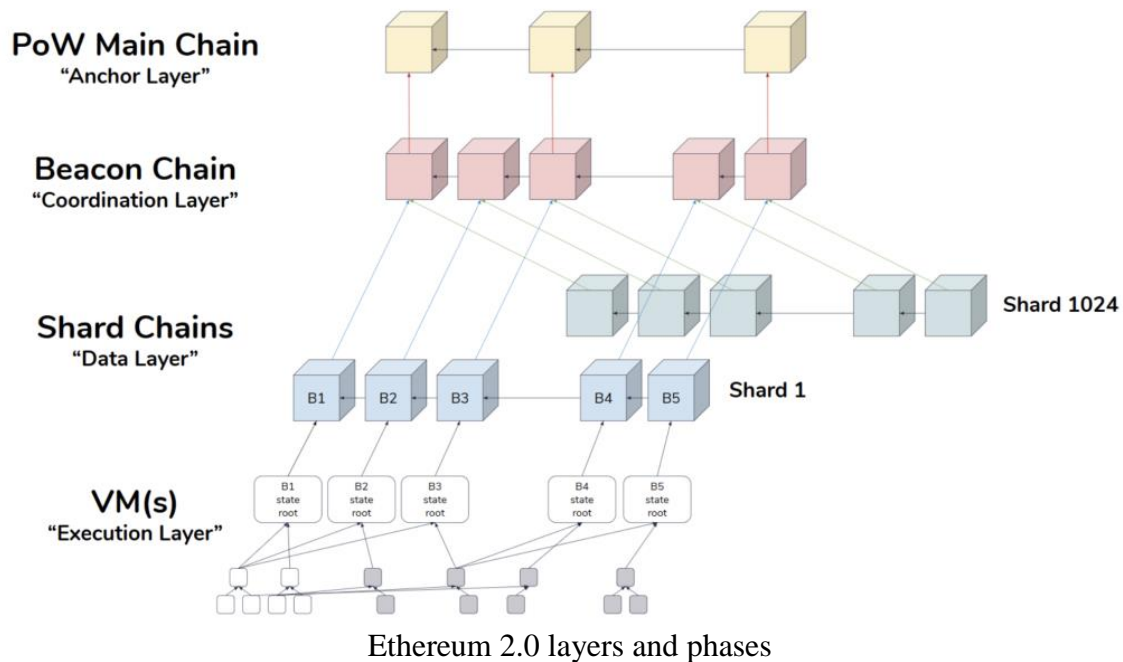 PoW Main Chain
“Anchor Layer”
Beacon Chain
“Coordination Layer”
Shard 1024
Shard Chains
“Data Layer”
B1 B2 B3 B4 B5
Shard 1
B1
state
root
B2
state
root
B3
state
root
B4
state
root
B5
state
root
VM(s)
“Execution Layer”
Ethereum 2.0 layers and phases